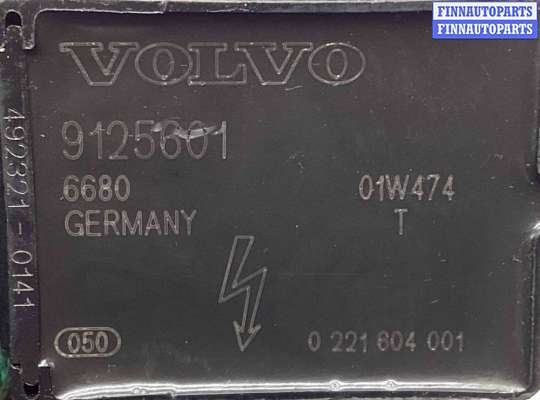 FINNAUTOPARTS
FINNAUTOPARTS
VOLVO
9125601
6680 01W474
GERMANY T
050 0 221 604 001
492321-0141